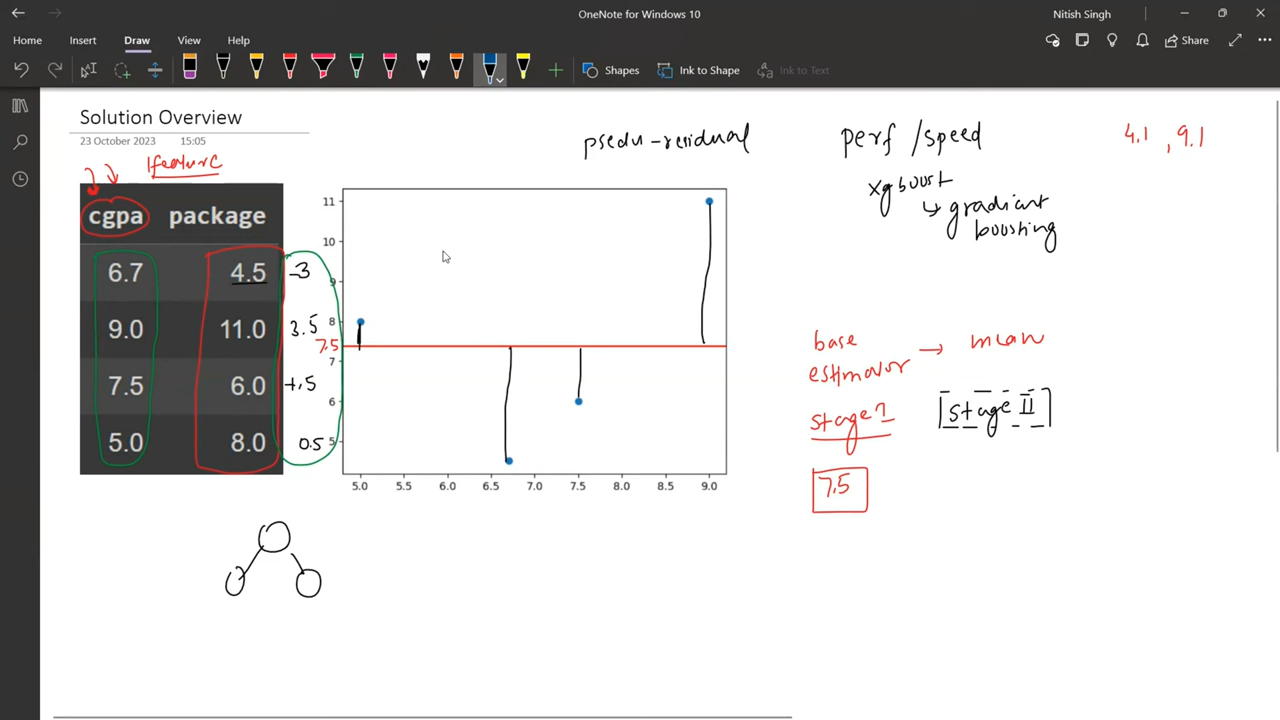 OneNote for Windows 10
Nitish Singh
Home Insert Draw View Help
Share
Shapes
Ink to Shape
Ink to Text
Solution Overview
23 October 2023 15:05
1feature
psedu-residual
perf /speed
4.1 , 9.1
xgboost
↳ gradiant
boosting
cgpa package
6.7 4.5 -3
9.0 11.0 3.5
7.5 6.0 -1.5
5.0 8.0 0.5
11
10
9
8
7.5
7
6
5
5.0 5.5 6.0 6.5 7.0 7.5 8.0 8.5 9.0
base
estimator → mean
stage 1
stage II
7.5